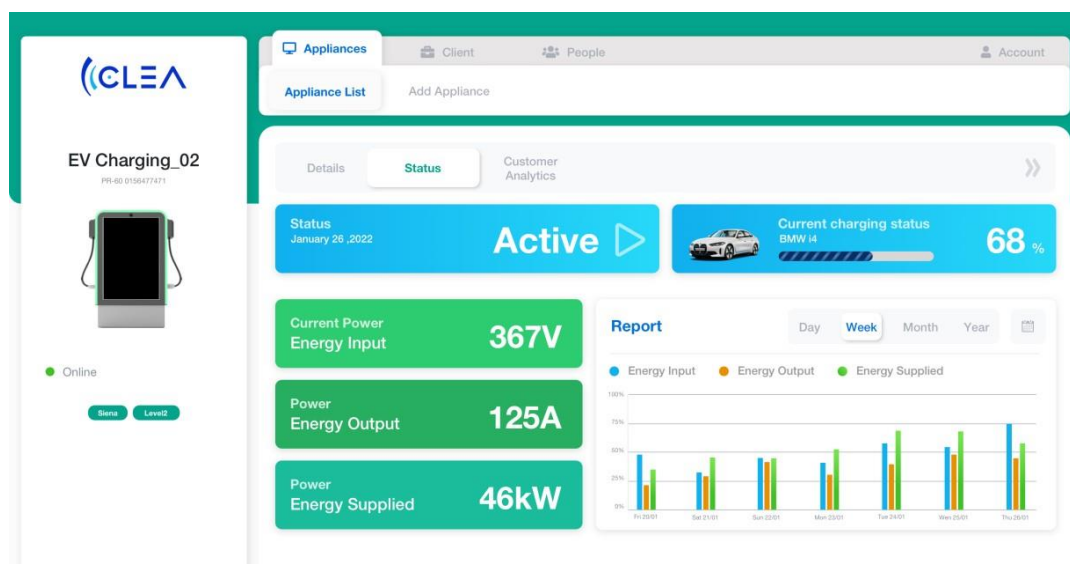 CLEA
EV Charging_02
PR-60 0156477471
Online
Siena Level2
Appliances Client People Account
Appliance List Add Appliance
Details Status Customer Analytics
Status
January 26 ,2022
Active
Current charging status
BMW i4
68 %
Current Power
Energy Input
367V
Power
Energy Output
125A
Power
Energy Supplied
46kW
Report
Day Week Month Year
Energy Input Energy Output Energy Supplied
100%
75%
50%
25%
0%
Fri 20/01 Sat 21/01 Sun 22/01 Mon 23/01 Tue 24/01 Wen 25/01 Thu 26/01